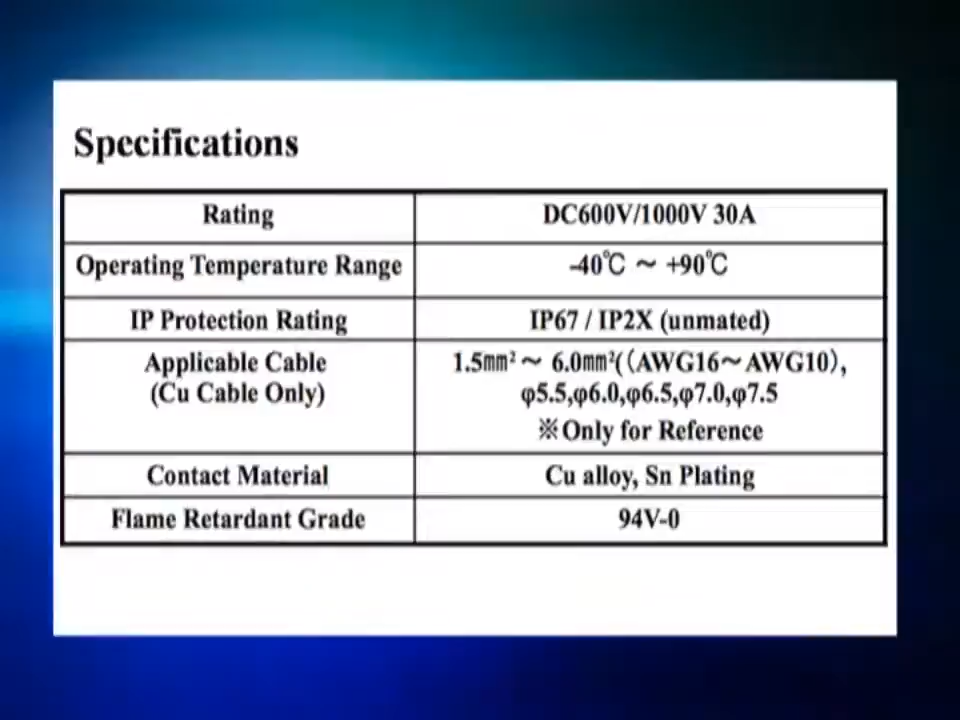 Specifications
Rating DC600V/1000V 30A
Operating Temperature Range -40℃ ～ +90℃
IP Protection Rating IP67 / IP2X (unmated)
Applicable Cable 1.5㎜² ～ 6.0㎜²(（AWG16～AWG10）,
(Cu Cable Only) φ5.5,φ6.0,φ6.5,φ7.0,φ7.5
※Only for Reference
Contact Material Cu alloy, Sn Plating
Flame Retardant Grade 94V-0